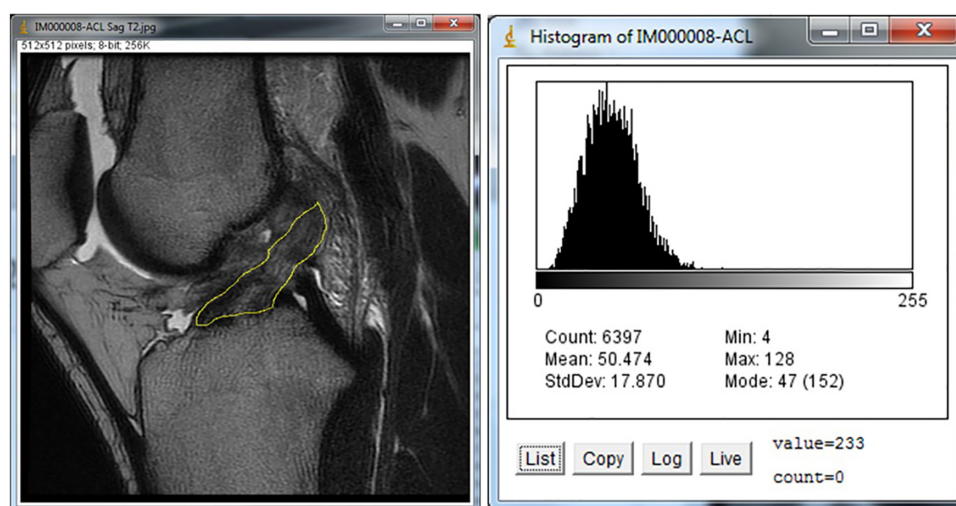 IM000008-ACL Sag T2.jpg
512x512 pixels; 8-bit; 256K
Histogram of IM000008-ACL
0 255
Count: 6397 Min: 4
Mean: 50.474 Max: 128
StdDev: 17.870 Mode: 47 (152)
List Copy Log Live value=233
count=0